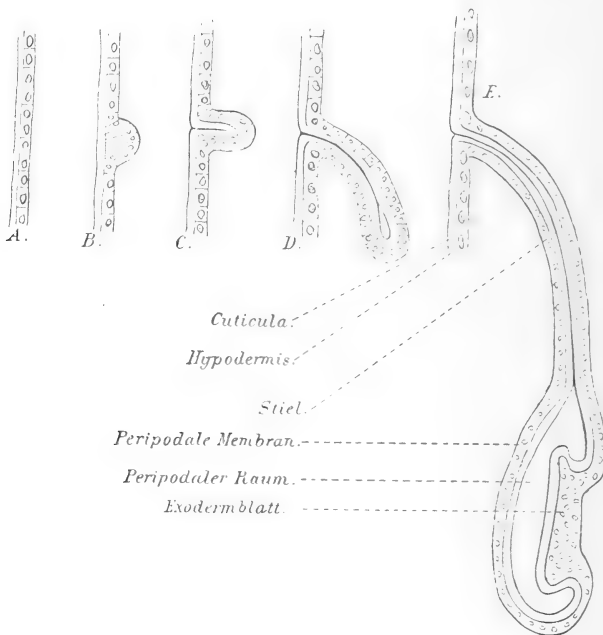 E.
A.
B.
C.
D.
Cuticula.
Hypodermis.
Stiel.
Peripodale Membran.
Peripodaler Raum.
Exodermblatt.